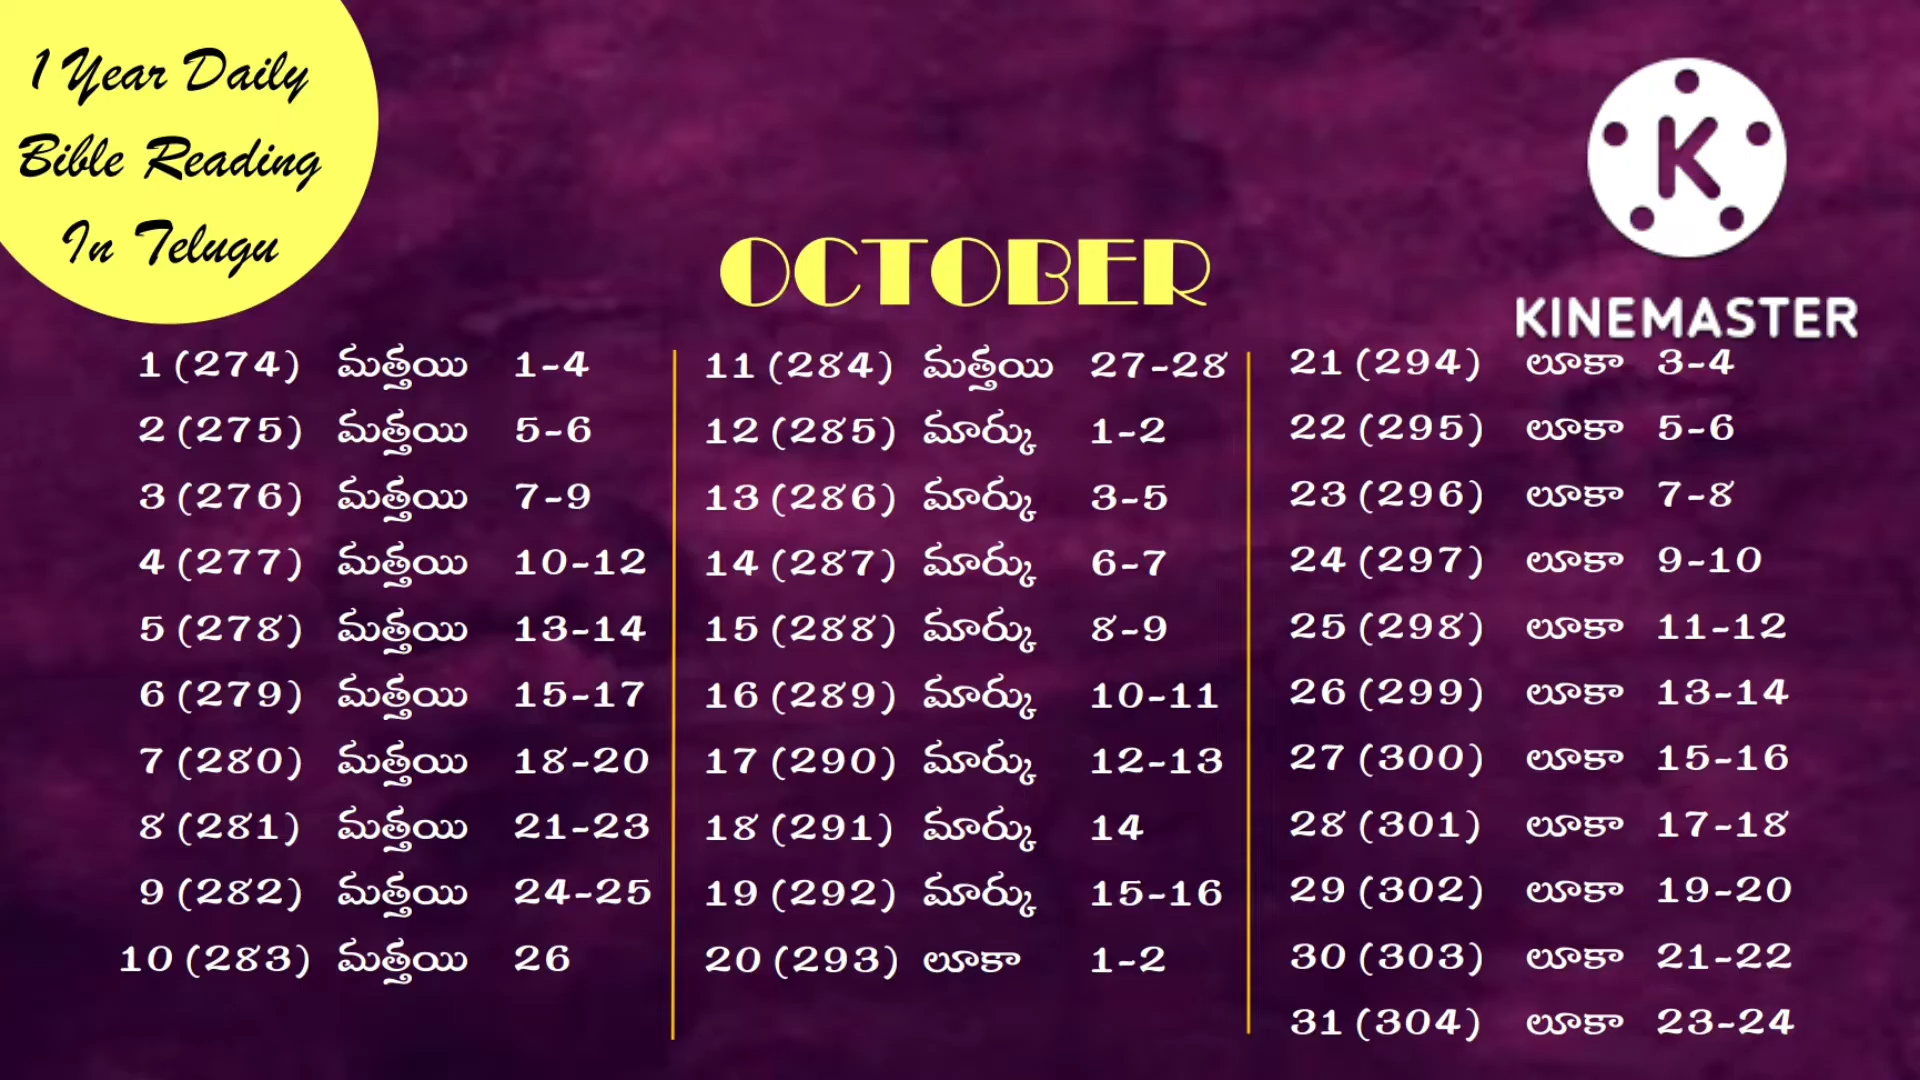 1 Year Daily
Bible Reading
In Telugu
KINEMASTER
OCTOBER
1 (274) మత్తయి 1-4
2 (275) మత్తయి 5-6
3 (276) మత్తయి 7-9
4 (277) మత్తయి 10-12
5 (278) మత్తయి 13-14
6 (279) మత్తయి 15-17
7 (280) మత్తయి 18-20
8 (281) మత్తయి 21-23
9 (282) మత్తయి 24-25
10 (283) మత్తయి 26
11 (284) మత్తయి 27-28
12 (285) మార్కు 1-2
13 (286) మార్కు 3-5
14 (287) మార్కు 6-7
15 (288) మార్కు 8-9
16 (289) మార్కు 10-11
17 (290) మార్కు 12-13
18 (291) మార్కు 14
19 (292) మార్కు 15-16
20 (293) లూకా 1-2
21 (294) లూకా 3-4
22 (295) లూకా 5-6
23 (296) లూకా 7-8
24 (297) లూకా 9-10
25 (298) లూకా 11-12
26 (299) లూకా 13-14
27 (300) లూకా 15-16
28 (301) లూకా 17-18
29 (302) లూకా 19-20
30 (303) లూకా 21-22
31 (304) లూకా 23-24